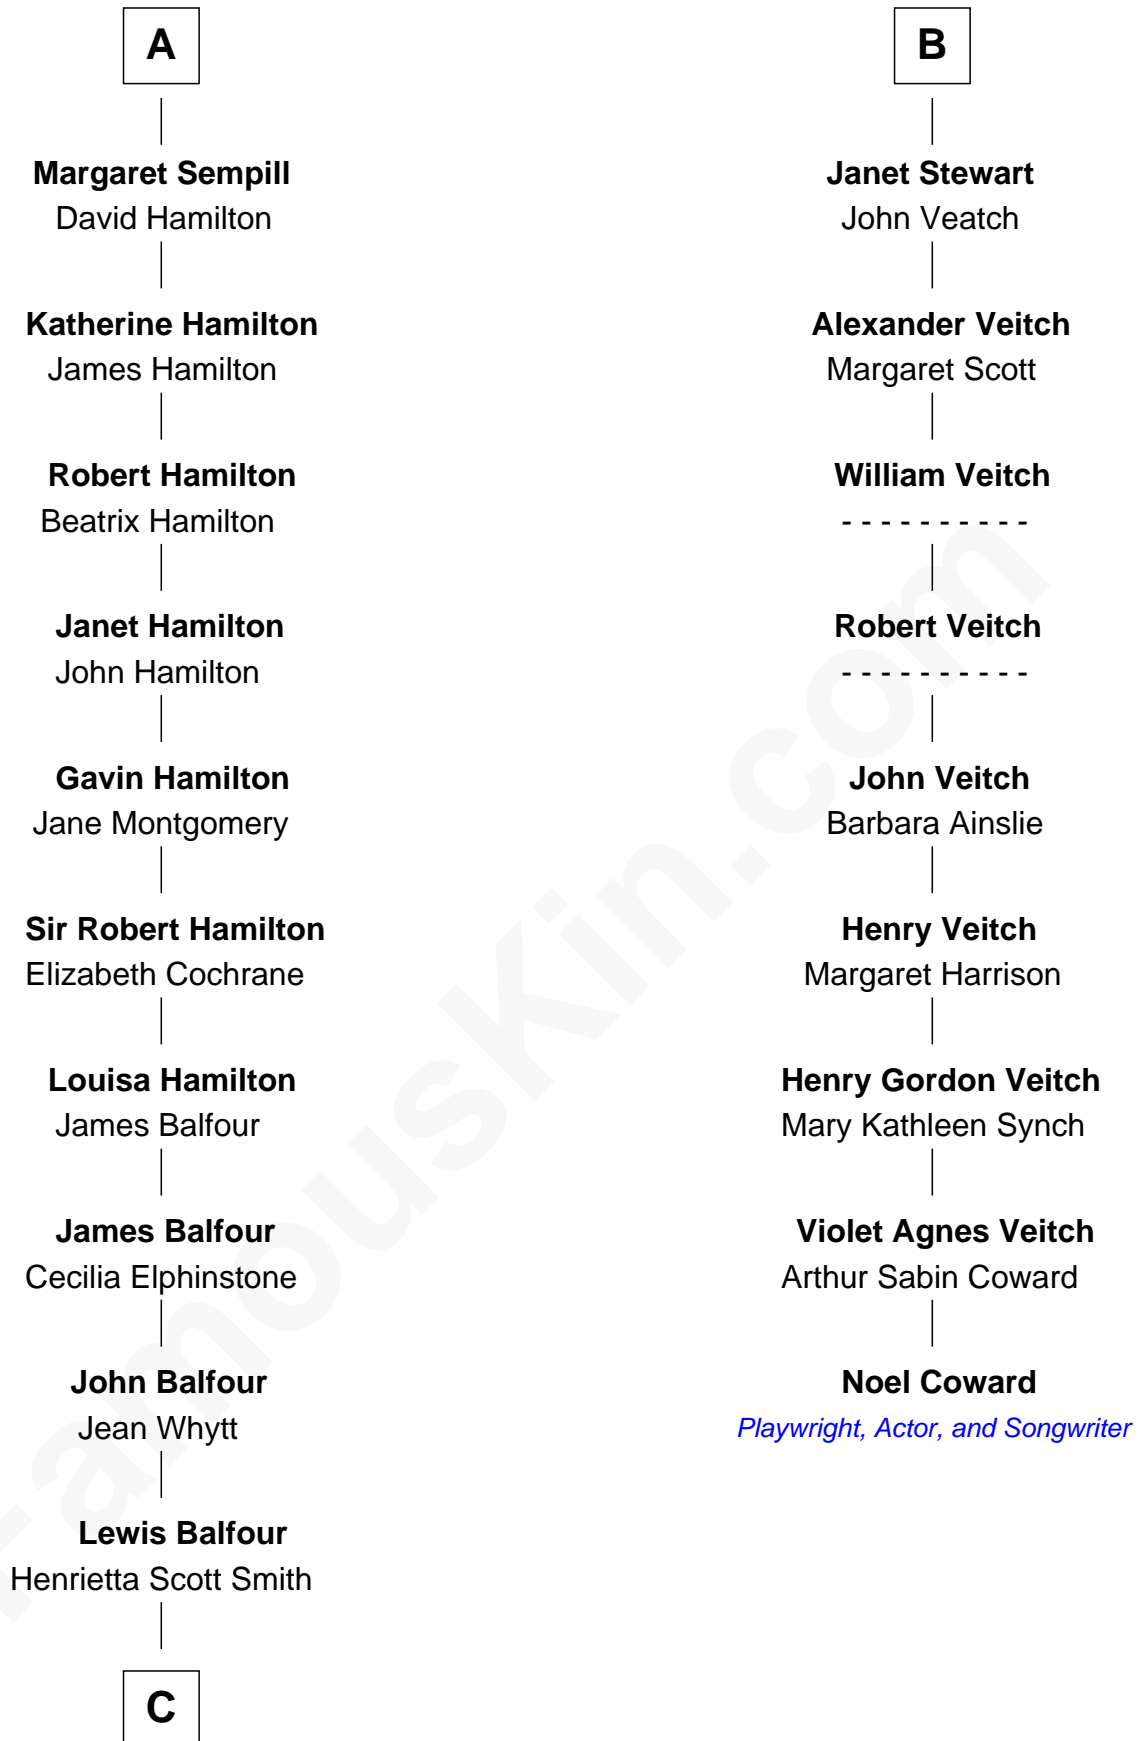 A
Margaret Sempill
David Hamilton
Katherine Hamilton
James Hamilton
Robert Hamilton
Beatrix Hamilton
Janet Hamilton
John Hamilton
Gavin Hamilton
Jane Montgomery
Sir Robert Hamilton
Elizabeth Cochrane
Louisa Hamilton
James Balfour
James Balfour
Cecilia Elphinstone
John Balfour
Jean Whytt
Lewis Balfour
Henrietta Scott Smith
C
B
Janet Stewart
John Veatch
Alexander Veitch
Margaret Scott
William Veitch
- - - - - - - - - -
Robert Veitch
- - - - - - - - - -
John Veitch
Barbara Ainslie
Henry Veitch
Margaret Harrison
Henry Gordon Veitch
Mary Kathleen Synch
Violet Agnes Veitch
Arthur Sabin Coward
Noel Coward
Playwright, Actor, and Songwriter
FamousKin.com